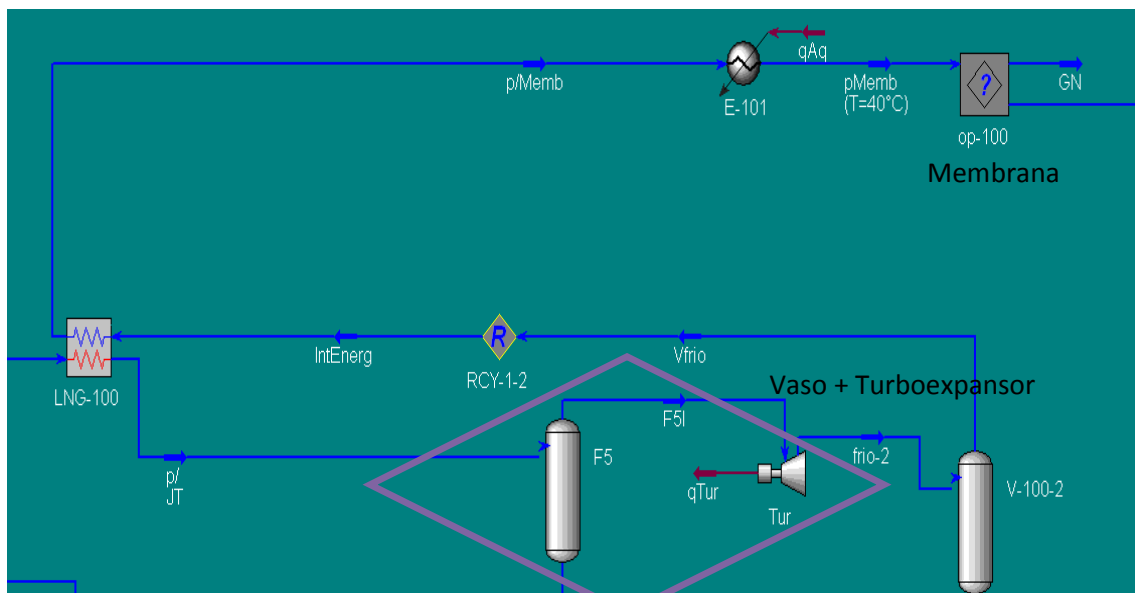 qAq
p/Memb
E-101
pMemb
(T=40°C)
?
op-100
GN
Membrana
LNG-100
IntEnerg
R
RCY-1-2
Vfrio
Vaso + Turboexpansor
p/
JT
F5l
F5
qTur
Tur
frio-2
V-100-2